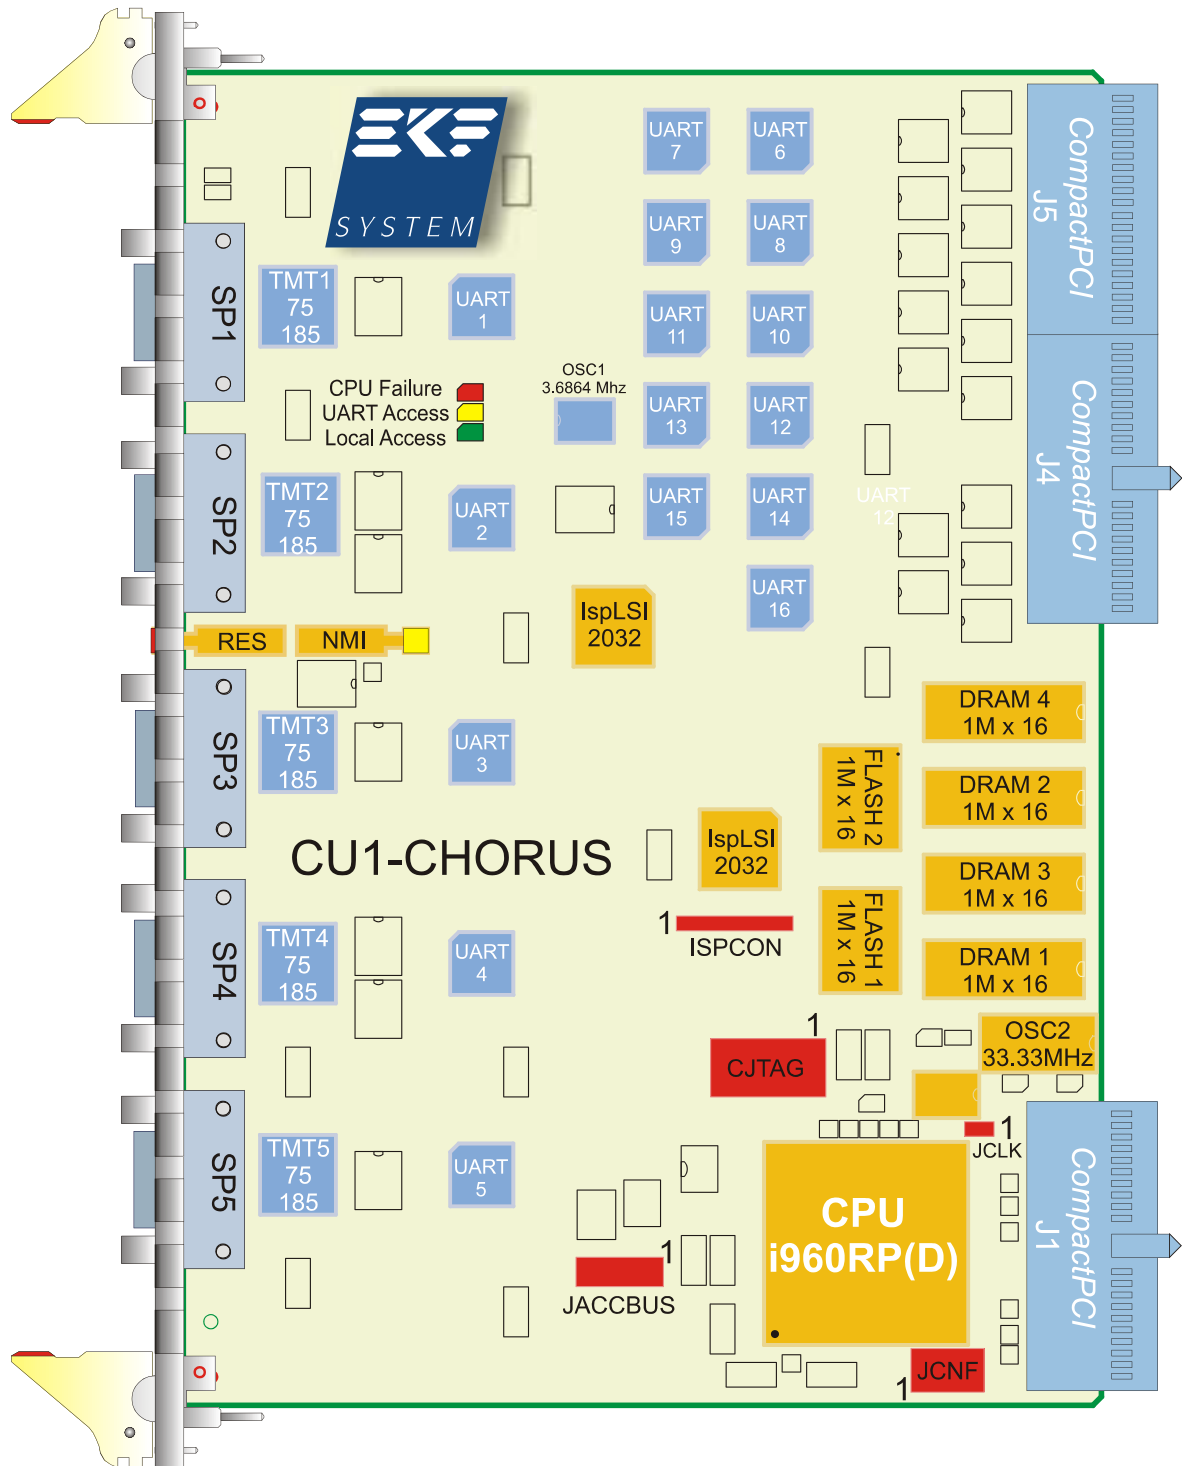 EKF
SYSTEM
UART
7
UART
6
UART
9
UART
8
CompactPCI
J5
SP1
TMT1
75
185
UART
1
UART
11
UART
10
OSC1
3.6864 Mhz
CPU Failure
UART Access
Local Access
UART
13
UART
12
CompactPCI
J4
SP2
TMT2
75
185
UART
2
UART
15
UART
14
UART
12
UART
16
IspLSI
2032
RES
NMI
SP3
TMT3
75
185
UART
3
DRAM 4
1M x 16
FLASH 2
1M x 16
DRAM 2
1M x 16
CU1-CHORUS
IspLSI
2032
DRAM 3
1M x 16
1
ISPCON
FLASH 1
1M x 16
SP4
TMT4
75
185
UART
4
DRAM 1
1M x 16
1
CJTAG
OSC2
33.33MHz
1
JCLK
SP5
TMT5
75
185
UART
5
CPU
i960RP(D)
CompactPCI
J1
1
JACCBUS
JCNF
1